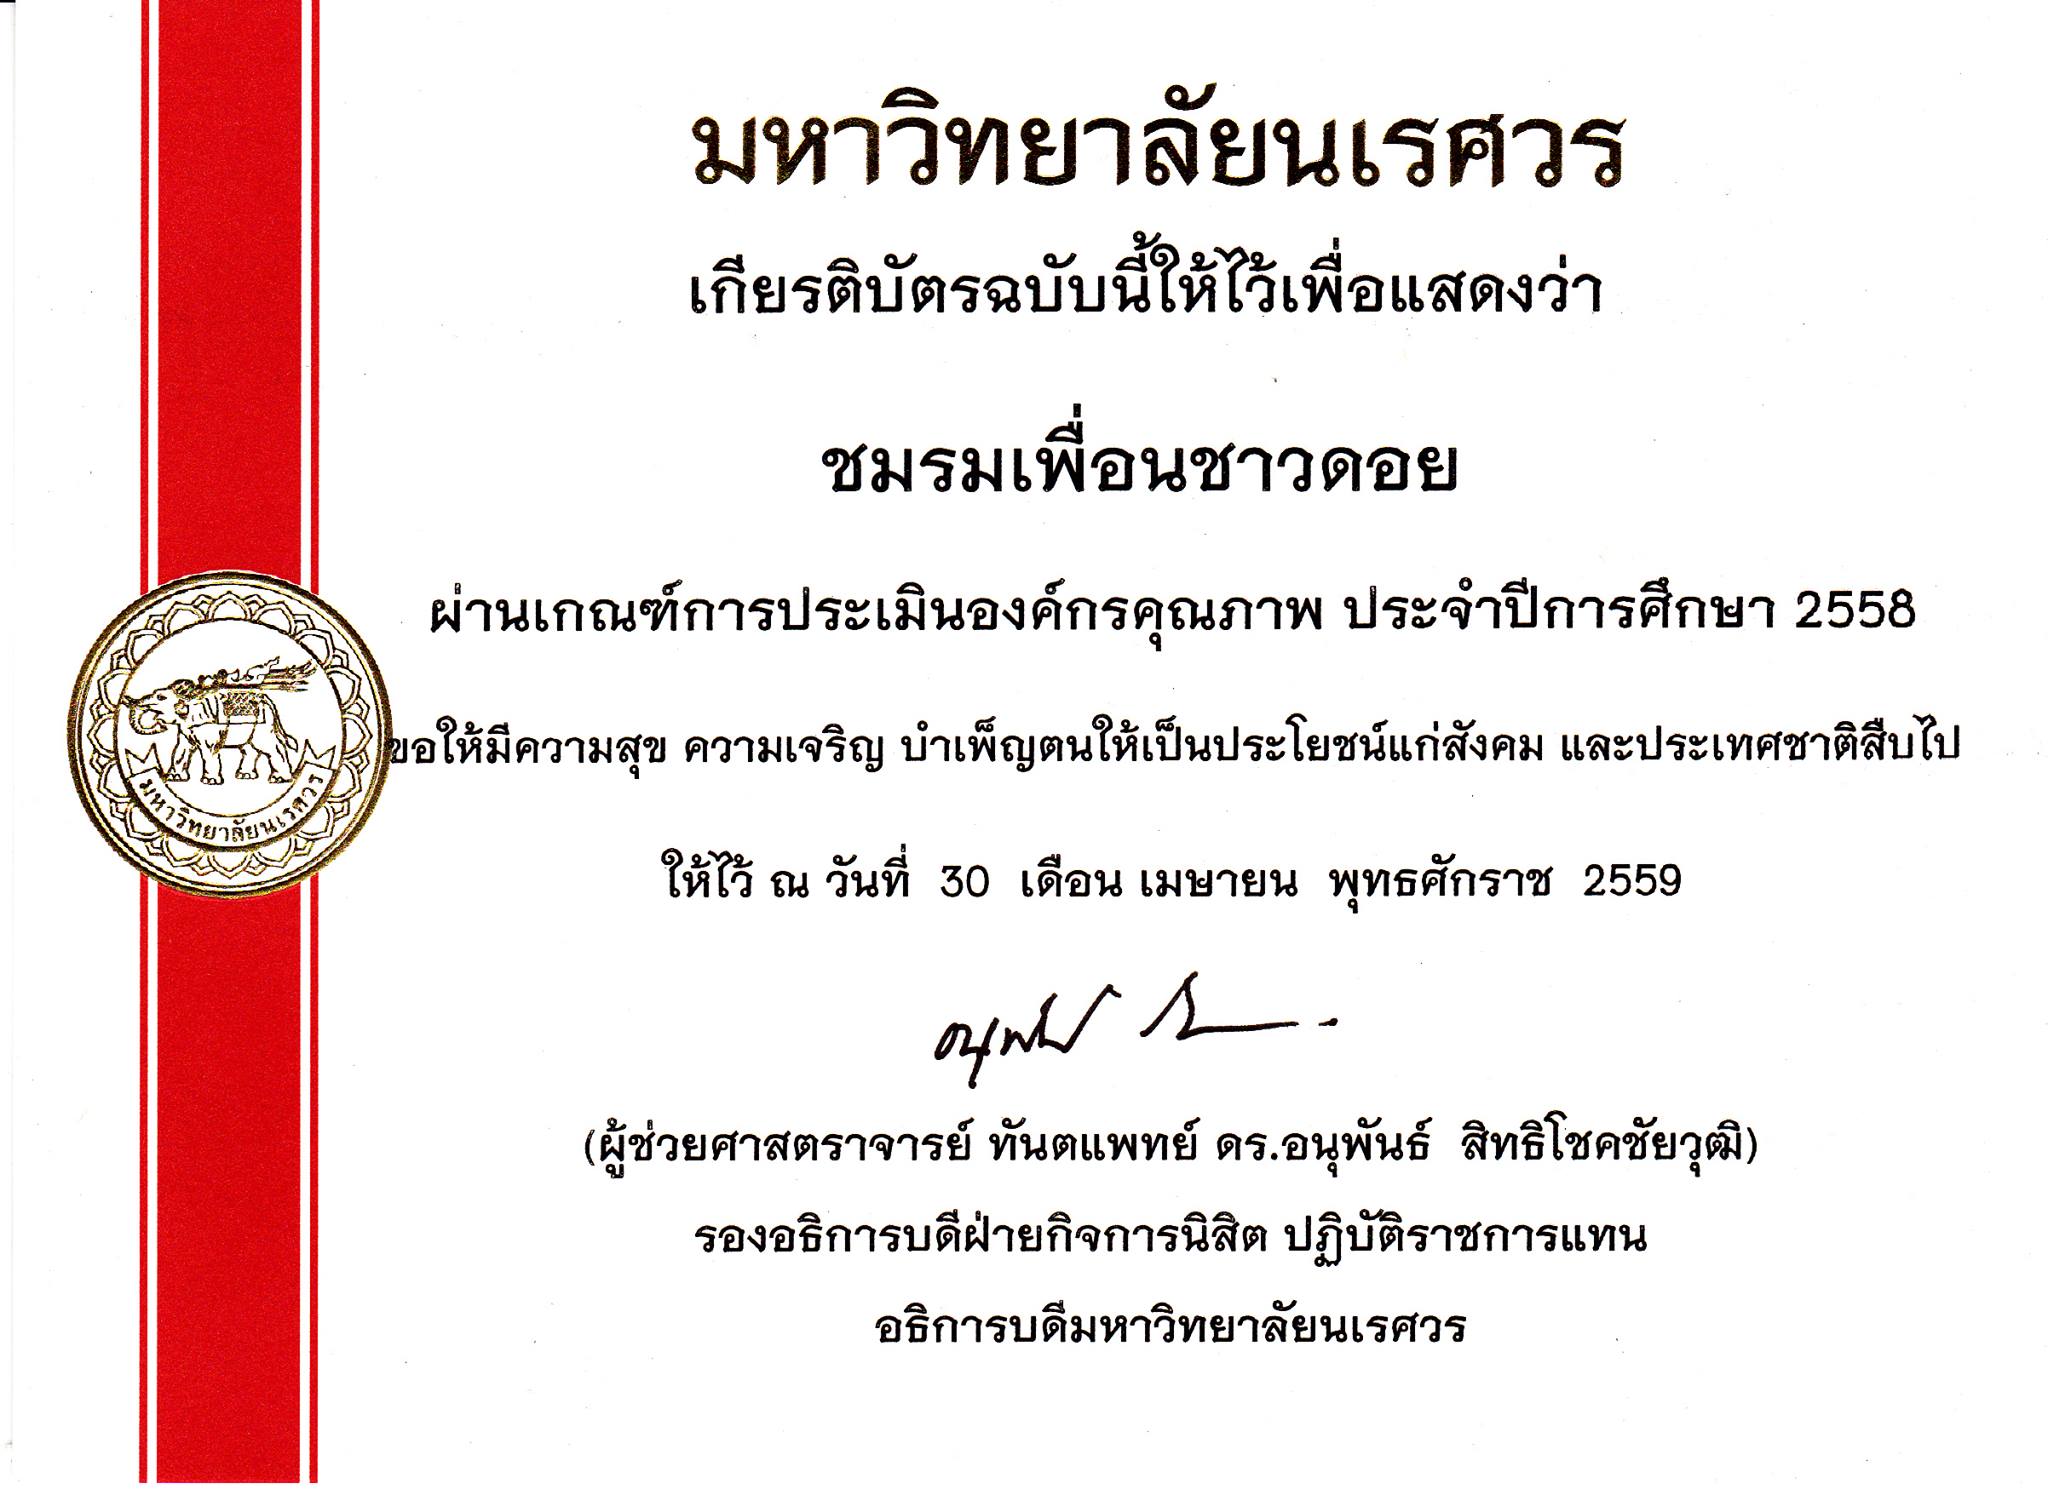 มหาวิทยาลัยนเรศวร
เกียรติบัตรฉบับนี้ให้ไว้เพื่อแสดงว่า
ชมรมเพื่อนชาวดอย
ผ่านเกณฑ์การประเมินองค์กรคุณภาพ ประจำปีการศึกษา 2558
ขอให้มีความสุข ความเจริญ บำเพ็ญตนให้เป็นประโยชน์แก่สังคม และประเทศชาติสืบไป
มหาวิทยาลัยนเรศวร
ให้ไว้ ณ วันที่ 30 เดือน เมษายน พุทธศักราช 2559
(ผู้ช่วยศาสตราจารย์ ทันตแพทย์ ดร.อนุพันธ์ สิทธิโชคชัยวุฒิ)
รองอธิการบดีฝ่ายกิจการนิสิต ปฏิบัติราชการแทน
อธิการบดีมหาวิทยาลัยนเรศวร